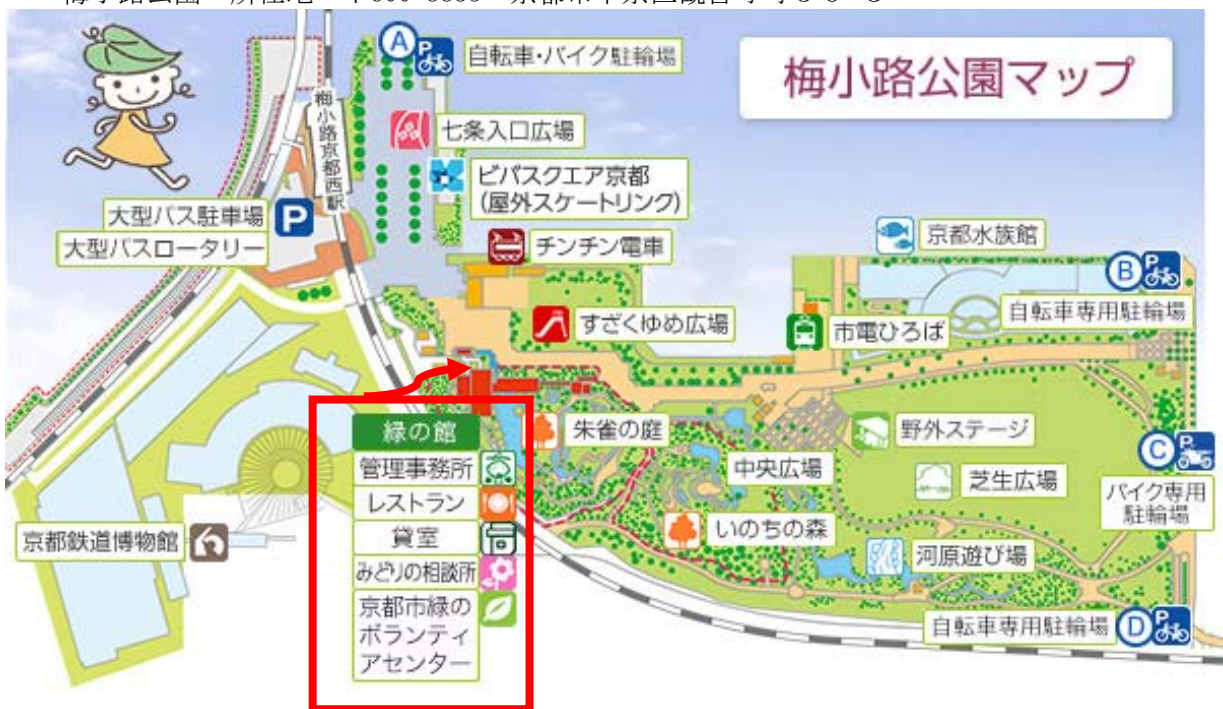 梅小路公園マップ
A
P
自転車・バイク駐輪場
梅小路京都西駅
七条入口広場
ビバスクエア京都
(屋外スケートリンク)
大型バス駐車場
P
大型バスロータリー
チンチン電車
京都水族館
B
P
自転車専用駐輪場
すざくゆめ広場
市電ひろば
緑の館
管理事務所
レストラン
貸室
みどりの相談所
京都市緑の
ボランティ
アセンター
朱雀の庭
中央広場
野外ステージ
芝生広場
C
P
バイク専用
駐輪場
京都鉄道博物館
いのちの森
河原遊び場
自転車専用駐輪場
D
P